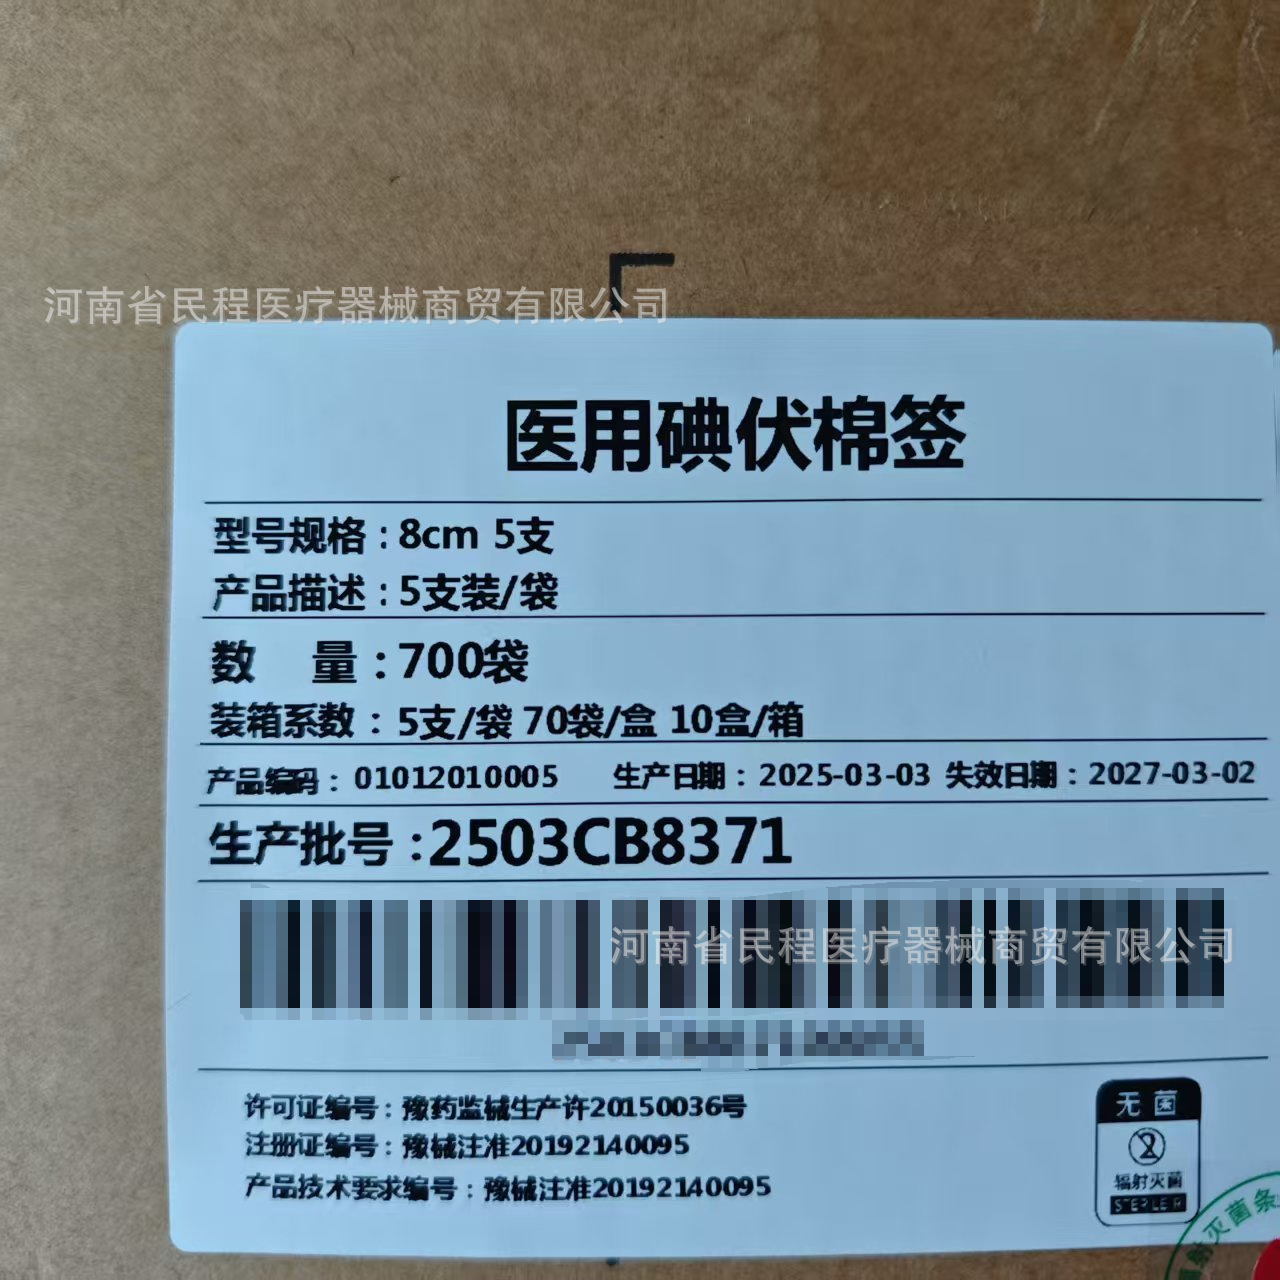 河南省民程医疗器械商贸有限公司
医用碘伏棉签
型号规格：8cm 5支
产品描述：5支装/袋
数 量：700袋
装箱系数：5支/袋 70袋/盒 10盒/箱
产品编码：01012010005 生产日期：2025-03-03 失效日期：2027-03-02
生产批号：2503CB8371
河南省民程医疗器械商贸有限公司
许可证编号：豫药监械生产许20150036号
注册证编号：豫械注准20192140095
产品技术要求编号：豫械注准20192140095
无菌
辐射灭菌
STERILE R
辐射灭菌条